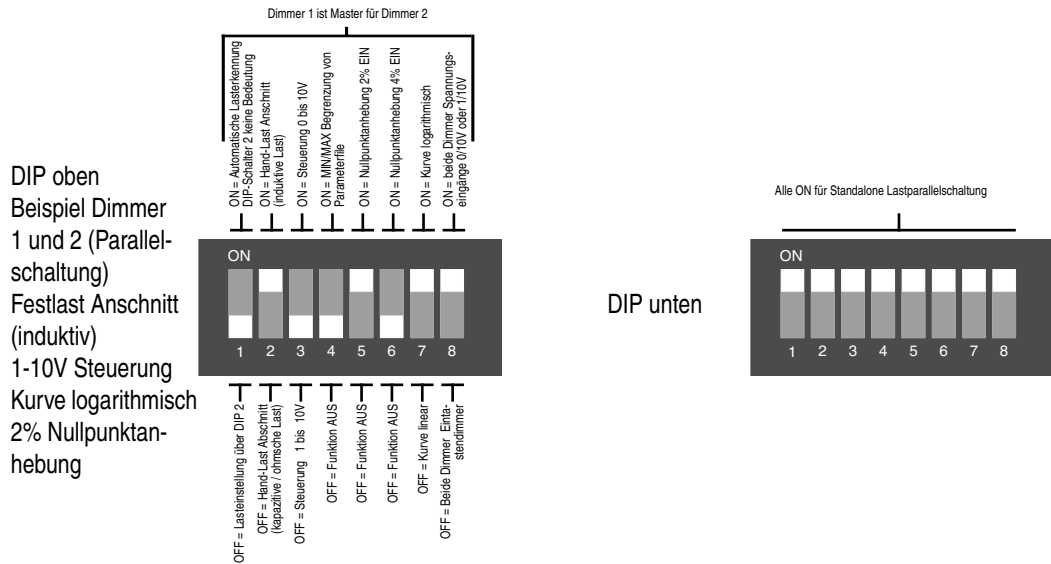 Dimmer 1 ist Master für Dimmer 2
ON = Automatische Lasterkennung
DIP-Schalter 2 keine Bedeutung
ON = Hand-Last Anschnitt
(induktive Last)
ON = Steuerung 0 bis 10V
ON = MIN/MAX Begrenzung von
Parameterfile
ON = Nullpunktanhebung 2% EIN
ON = Nullpunktanhebung 4% EIN
ON = Kurve logarithmisch
ON = beide Dimmer Spannungs-
eingänge 0/10V oder 1/10V
DIP oben
Beispiel Dimmer
1 und 2 (Parallel-
schaltung)
Festlast Anschnitt
(induktiv)
1-10V Steuerung
Kurve logarithmisch
2% Nullpunktan-
hebung
ON
1 2 3 4 5 6 7 8
OFF = Lasteinstellung über DIP 2
OFF = Hand-Last Abschnitt
(kapazitive / ohmsche Last)
OFF = Steuerung 1 bis 10V
OFF = Funktion AUS
OFF = Funktion AUS
OFF = Funktion AUS
OFF = Kurve linear
OFF = Beide Dimmer Einta-
stendimmer
Alle ON für Standalone Lastparallelschaltung
DIP unten
ON
1 2 3 4 5 6 7 8